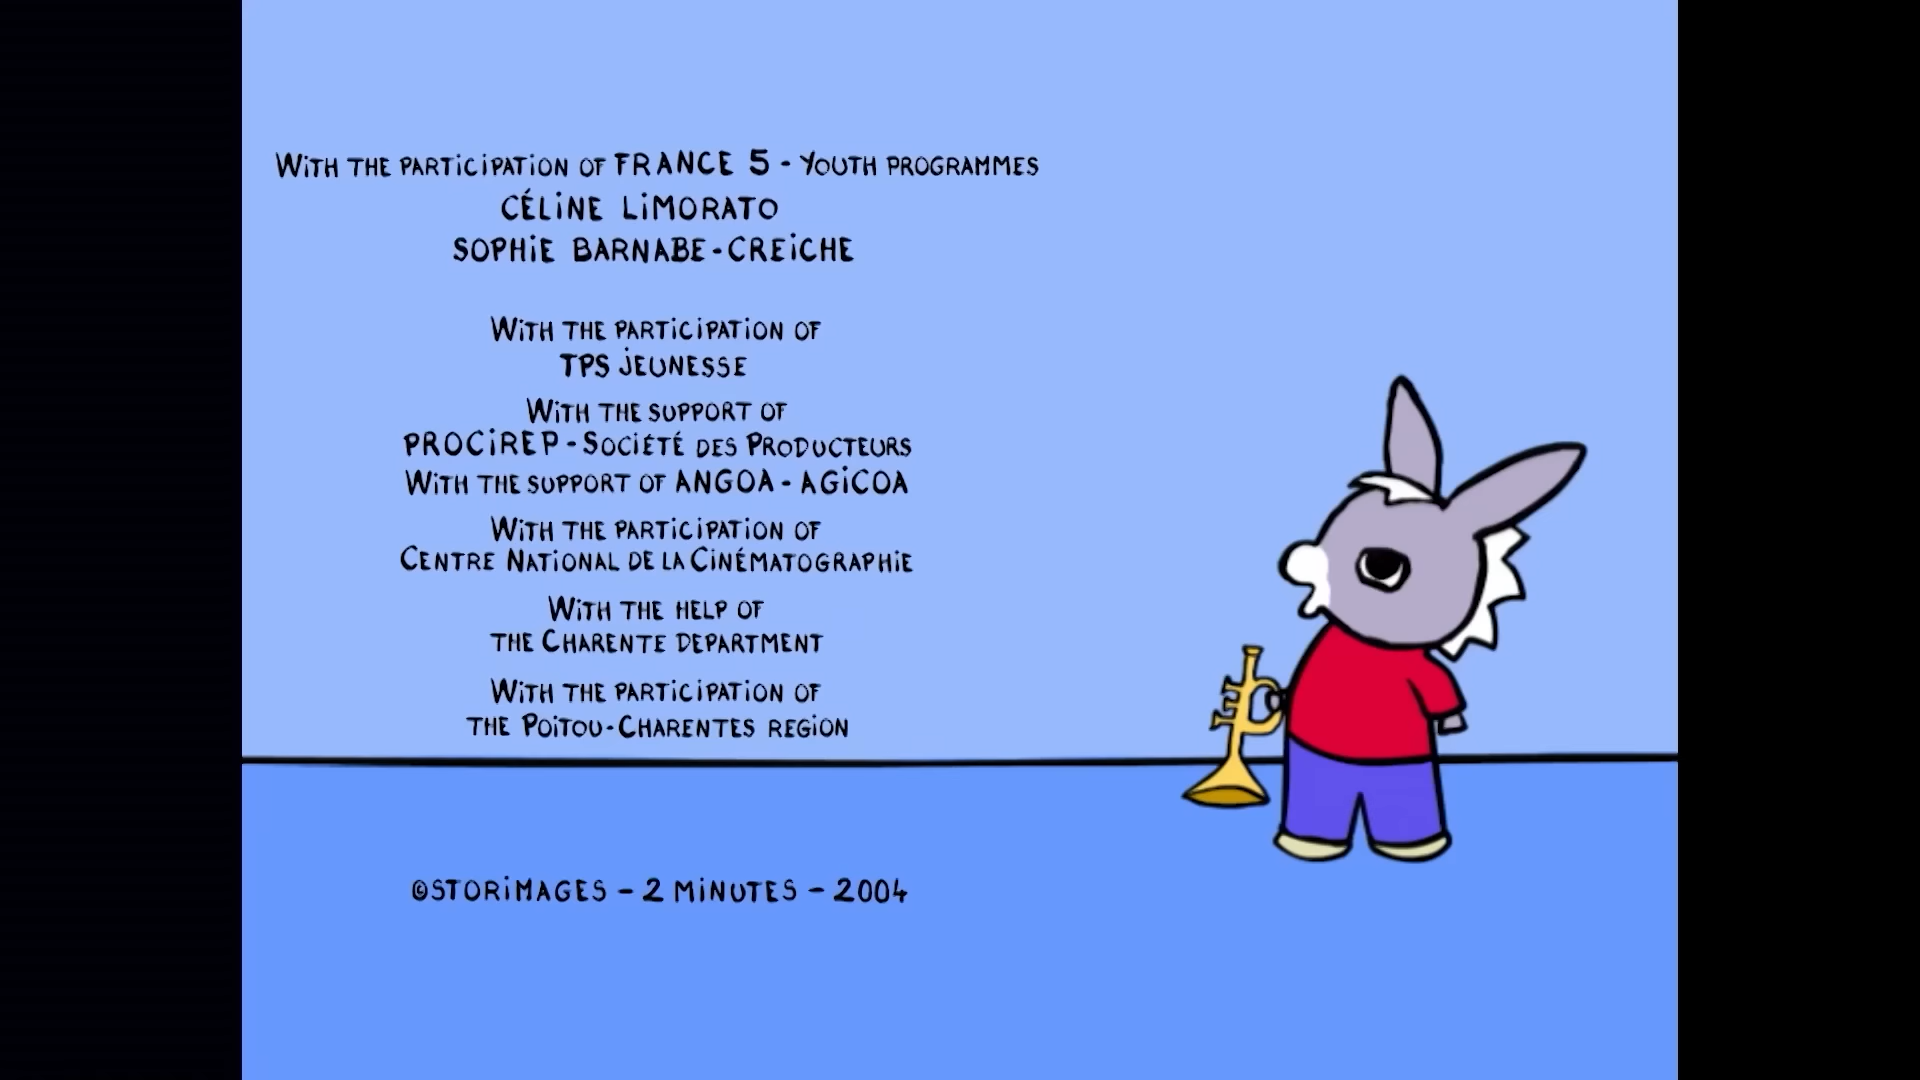 WiTH THE PARTiCiPATiON OF FRANCE 5 - YOUTH PROGRAMMES
CÉLiNE LiMORATO
SOPHiE BARNABE-CREiCHE
WiTH THE PARTiCiPATiON OF
TPS jEUNESSE
WiTH THE SUPPORT OF
PROCiREP - SOCiÉTÉ DES PRODUCTEURS
WiTH THE SUPPORT OF ANGOA - AGiCOA
WiTH THE PARTiCiPATiON OF
CENTRE NATiONAL DE LA CiNÉMATOGRAPHiE
WiTH THE HELP OF
THE CHARENTE DEPARTMENT
WiTH THE PARTiCiPATiON OF
THE POiTOU-CHARENTES REGiON
©STORiMAGES - 2 MiNUTES - 2004